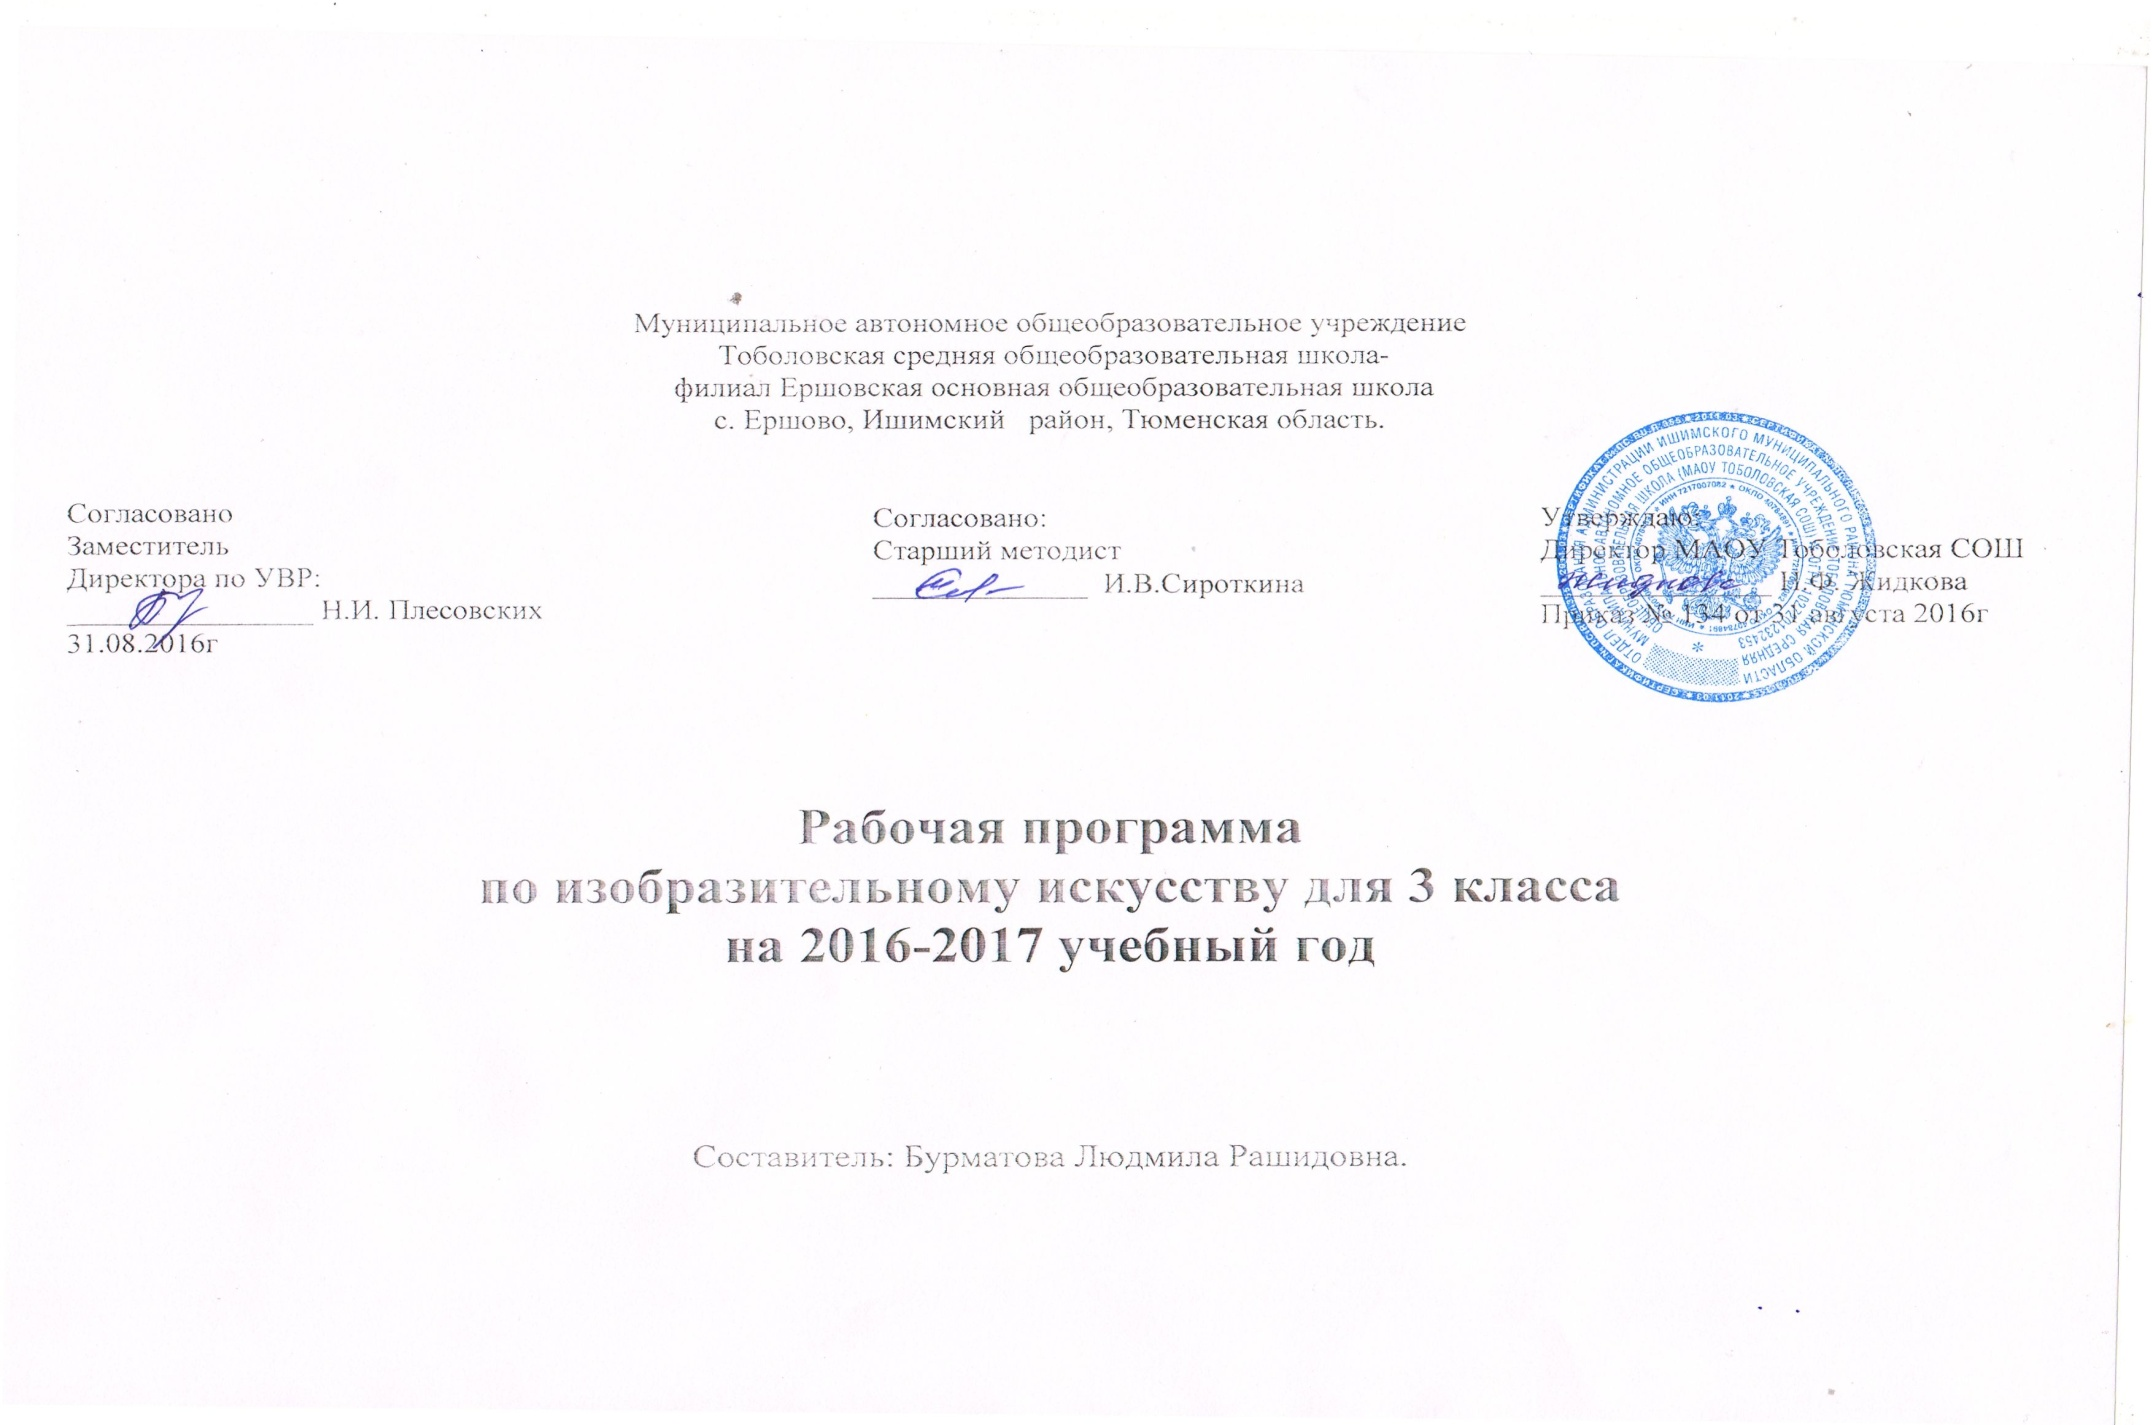 Муниципальное автономное общеобразовательное учреждение
Тоболовская средняя общеобразовательная школа-
филиал Ершовская основная общеобразовательная школа
с. Ершово, Ишимский район, Тюменская область.
Согласовано
Заместитель
Директора по УВР:
Н.И. Плесовских
31.08.2016г
Согласовано:
Старший методист
И.В.Сироткина
Утверждаю:
Директор МАОУ Тоболовская СОШ
Жидкова
Приказ № 134 от 31 августа 2016г
Рабочая программа
по изобразительному искусству для 3 класса
на 2016-2017 учебный год
Составитель: Бурматова Людмила Рашидовна.